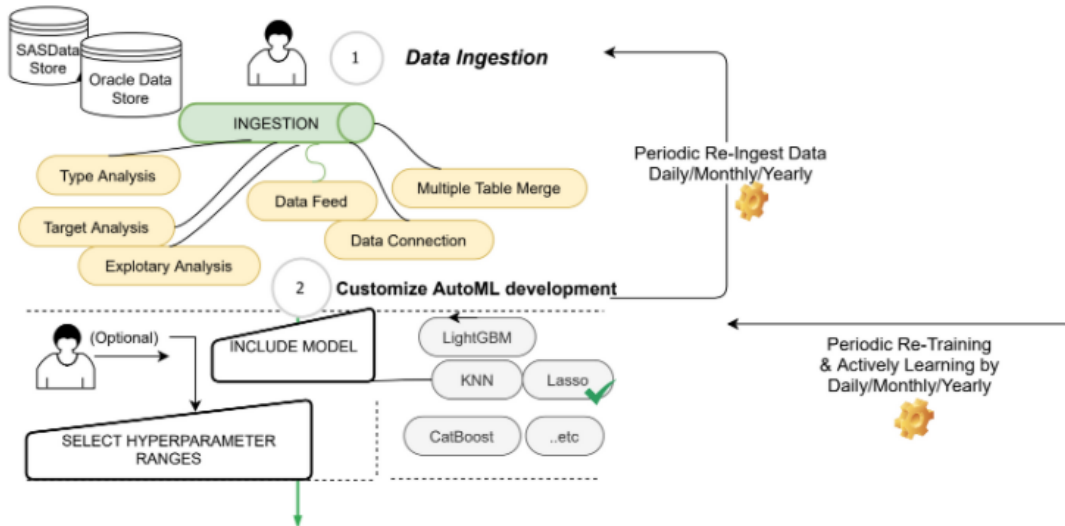 SASData
Store
Oracle Data
Store
1
Data Ingestion
INGESTION
Type Analysis
Data Feed
Multiple Table Merge
Target Analysis
Data Connection
Explotary Analysis
Periodic Re-Ingest Data
Daily/Monthly/Yearly
2
Customize AutoML development
(Optional)
INCLUDE MODEL
LightGBM
KNN
Lasso
CatBoost
..etc
SELECT HYPERPARAMETER
RANGES
Periodic Re-Training
& Actively Learning by
Daily/Monthly/Yearly